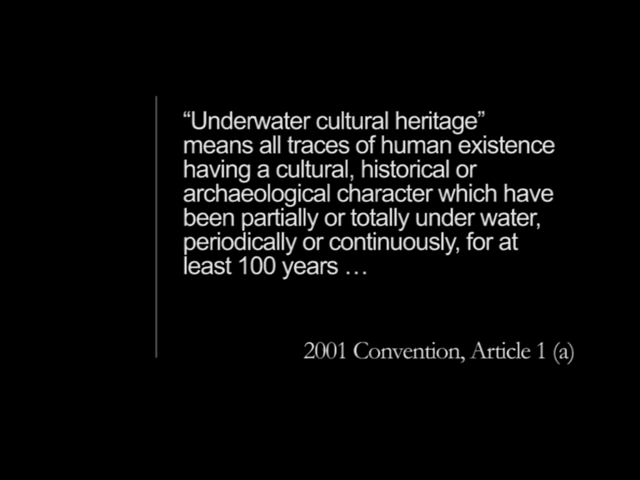 “Underwater cultural heritage”
means all traces of human existence
having a cultural, historical or
archaeological character which have
been partially or totally under water,
periodically or continuously, for at
least 100 years …
2001 Convention, Article 1 (a)